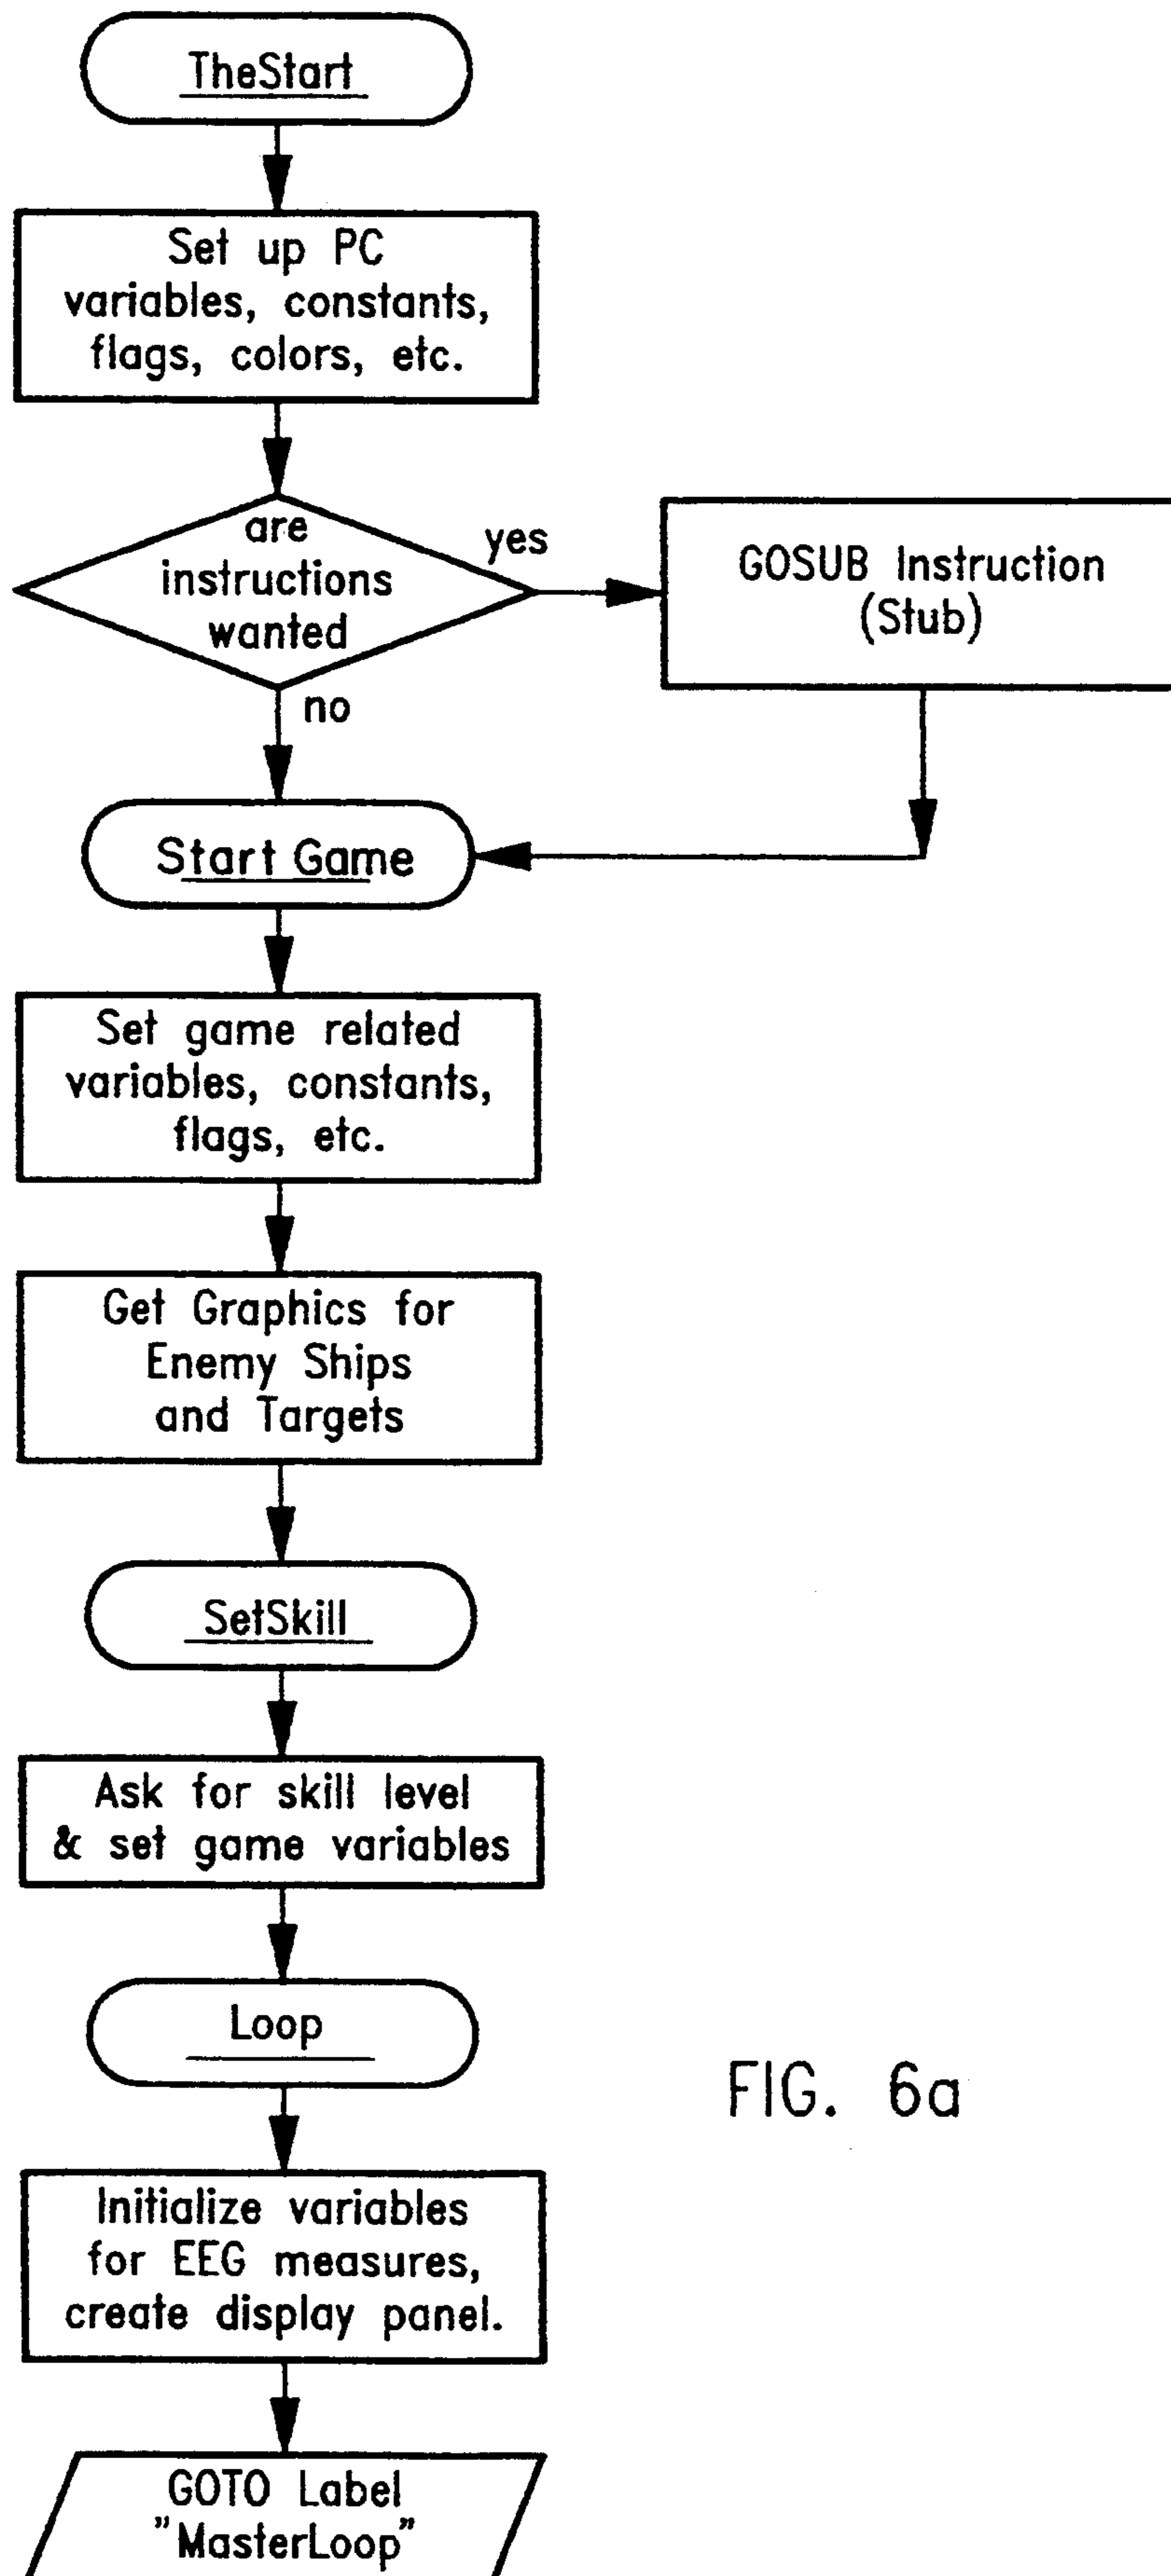 TheStart
Set up PC
variables, constants,
flags, colors, etc.
are
instructions
wanted
yes
GOSUB Instruction
(Stub)
no
Start Game
Set game related
variables, constants,
flags, etc.
Get Graphics for
Enemy Ships
and Targets
SetSkill
Ask for skill level
& set game variables
Loop
FIG. 6a
Initialize variables
for EEG measures,
create display panel.
GOTO Label
"MasterLoop"